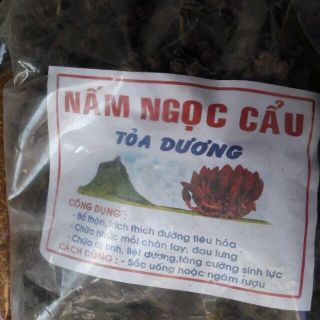 NẤM NGỌC CẨU
TỎA DƯƠNG
CÔNG DỤNG :
- Bổ thận, kích thích đường tiêu hóa
- Chữa nhức mỏi chân tay, đau lưng
- Chữa di tinh, liệt dương, tăng cường sinh lực
CÁCH DÙNG : - Sắc uống hoặc ngâm rượu